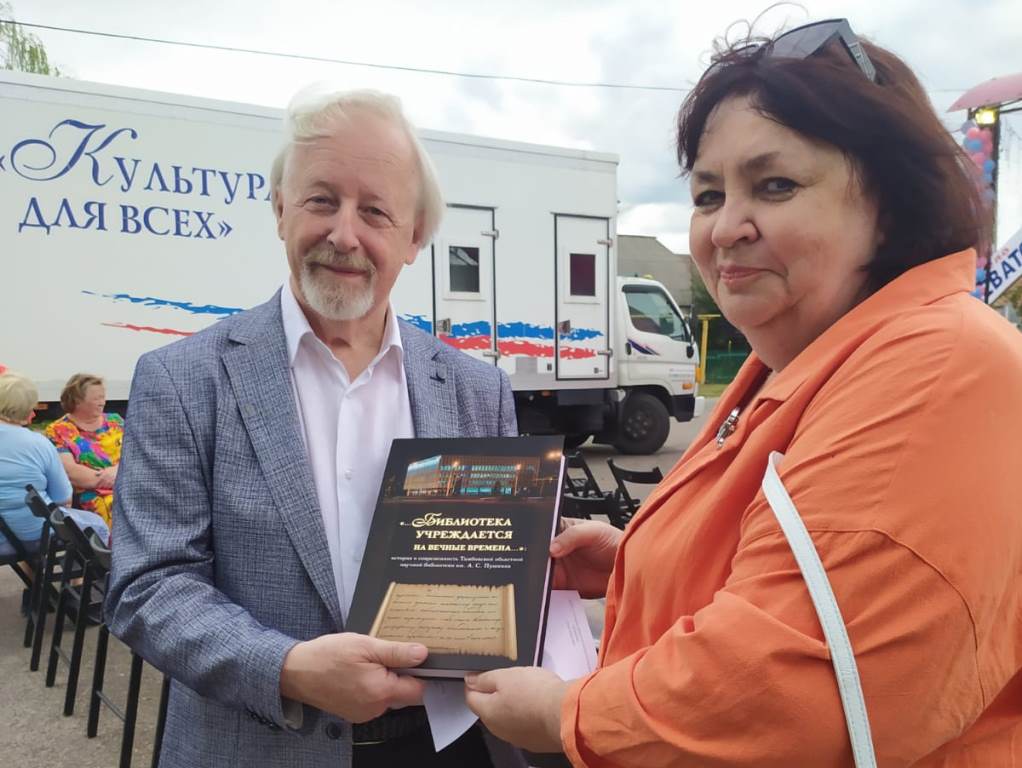 «КУЛЬТУРА
ДЛЯ ВСЕХ»
«...БИБЛИОТЕКА
УЧРЕЖДАЕТСЯ
НА ВЕЧНЫЕ ВРЕМЕНА...»:
история и современность Тамбовской областной
научной библиотеки им. А. С. Пушкина